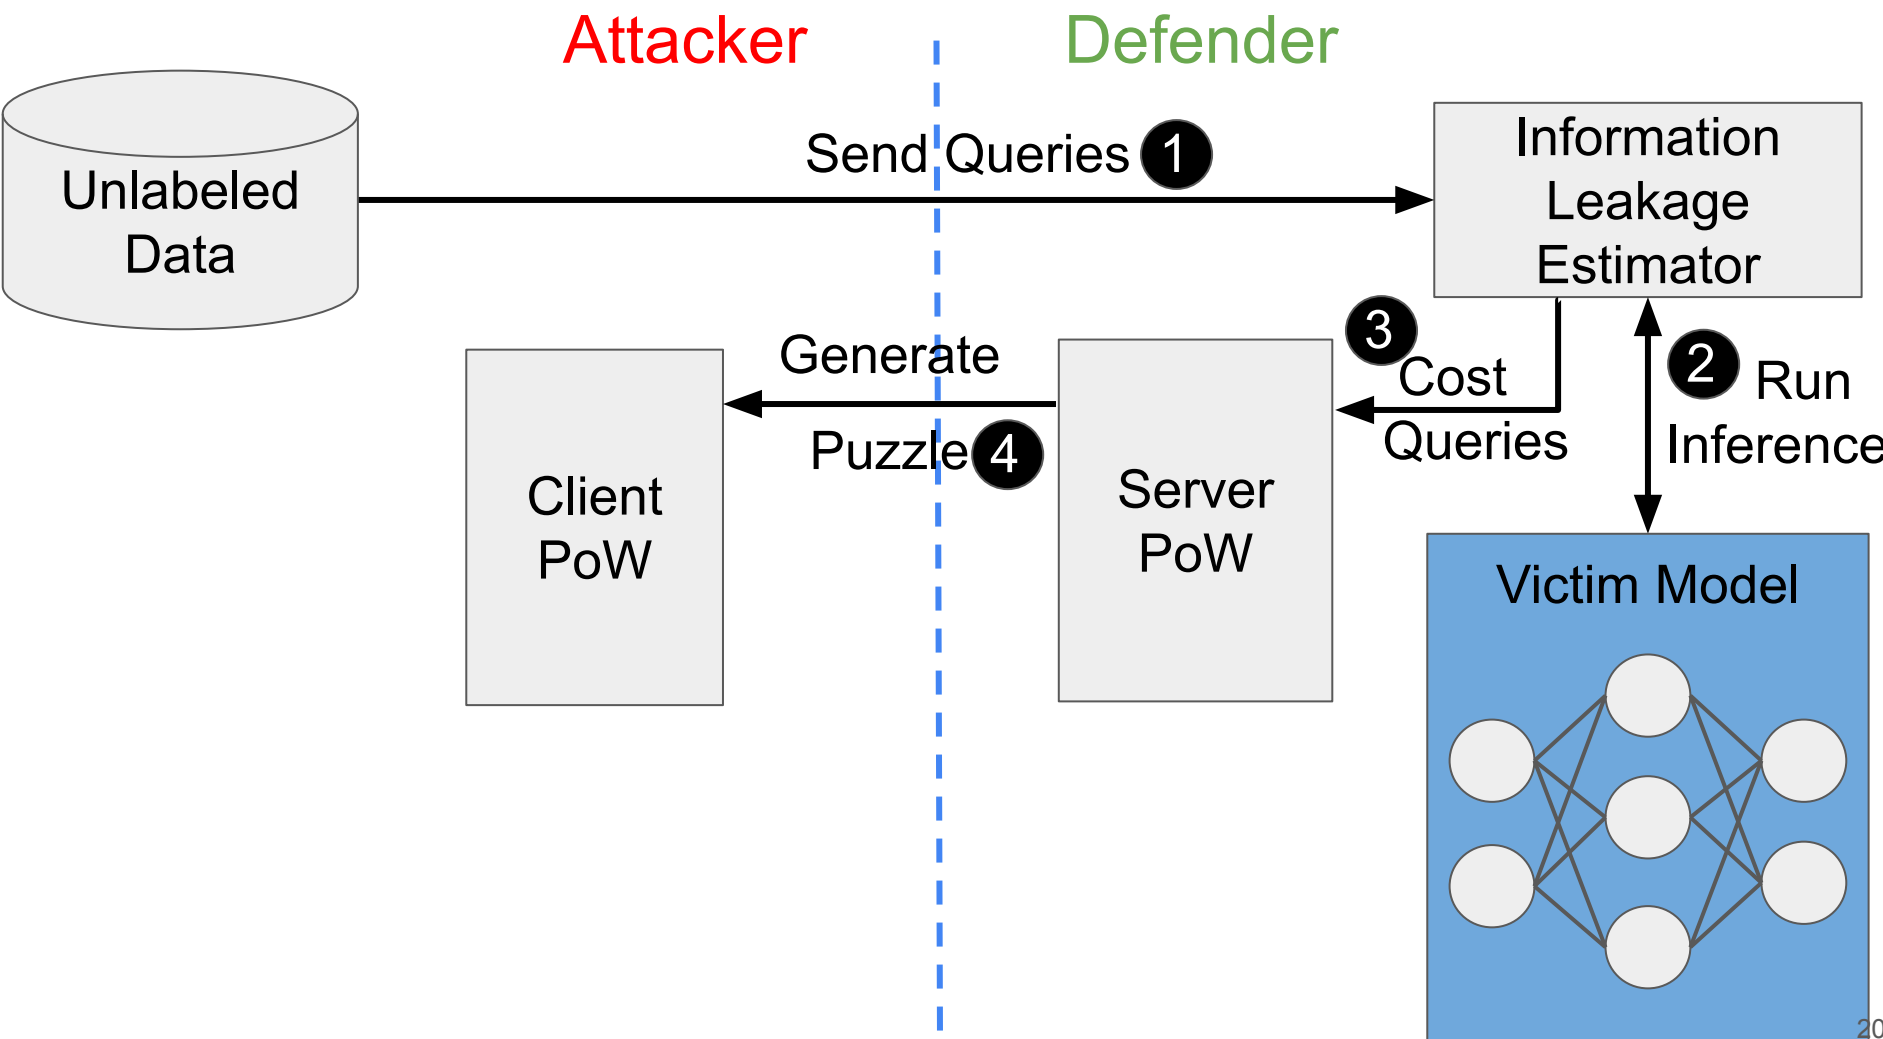 Attacker
Defender
Unlabeled
Data
Send Queries 1
Information
Leakage
Estimator
2 Run
Inference
3
Cost
Queries
Generate
Puzzle 4
Client
PoW
Server
PoW
Victim Model
20